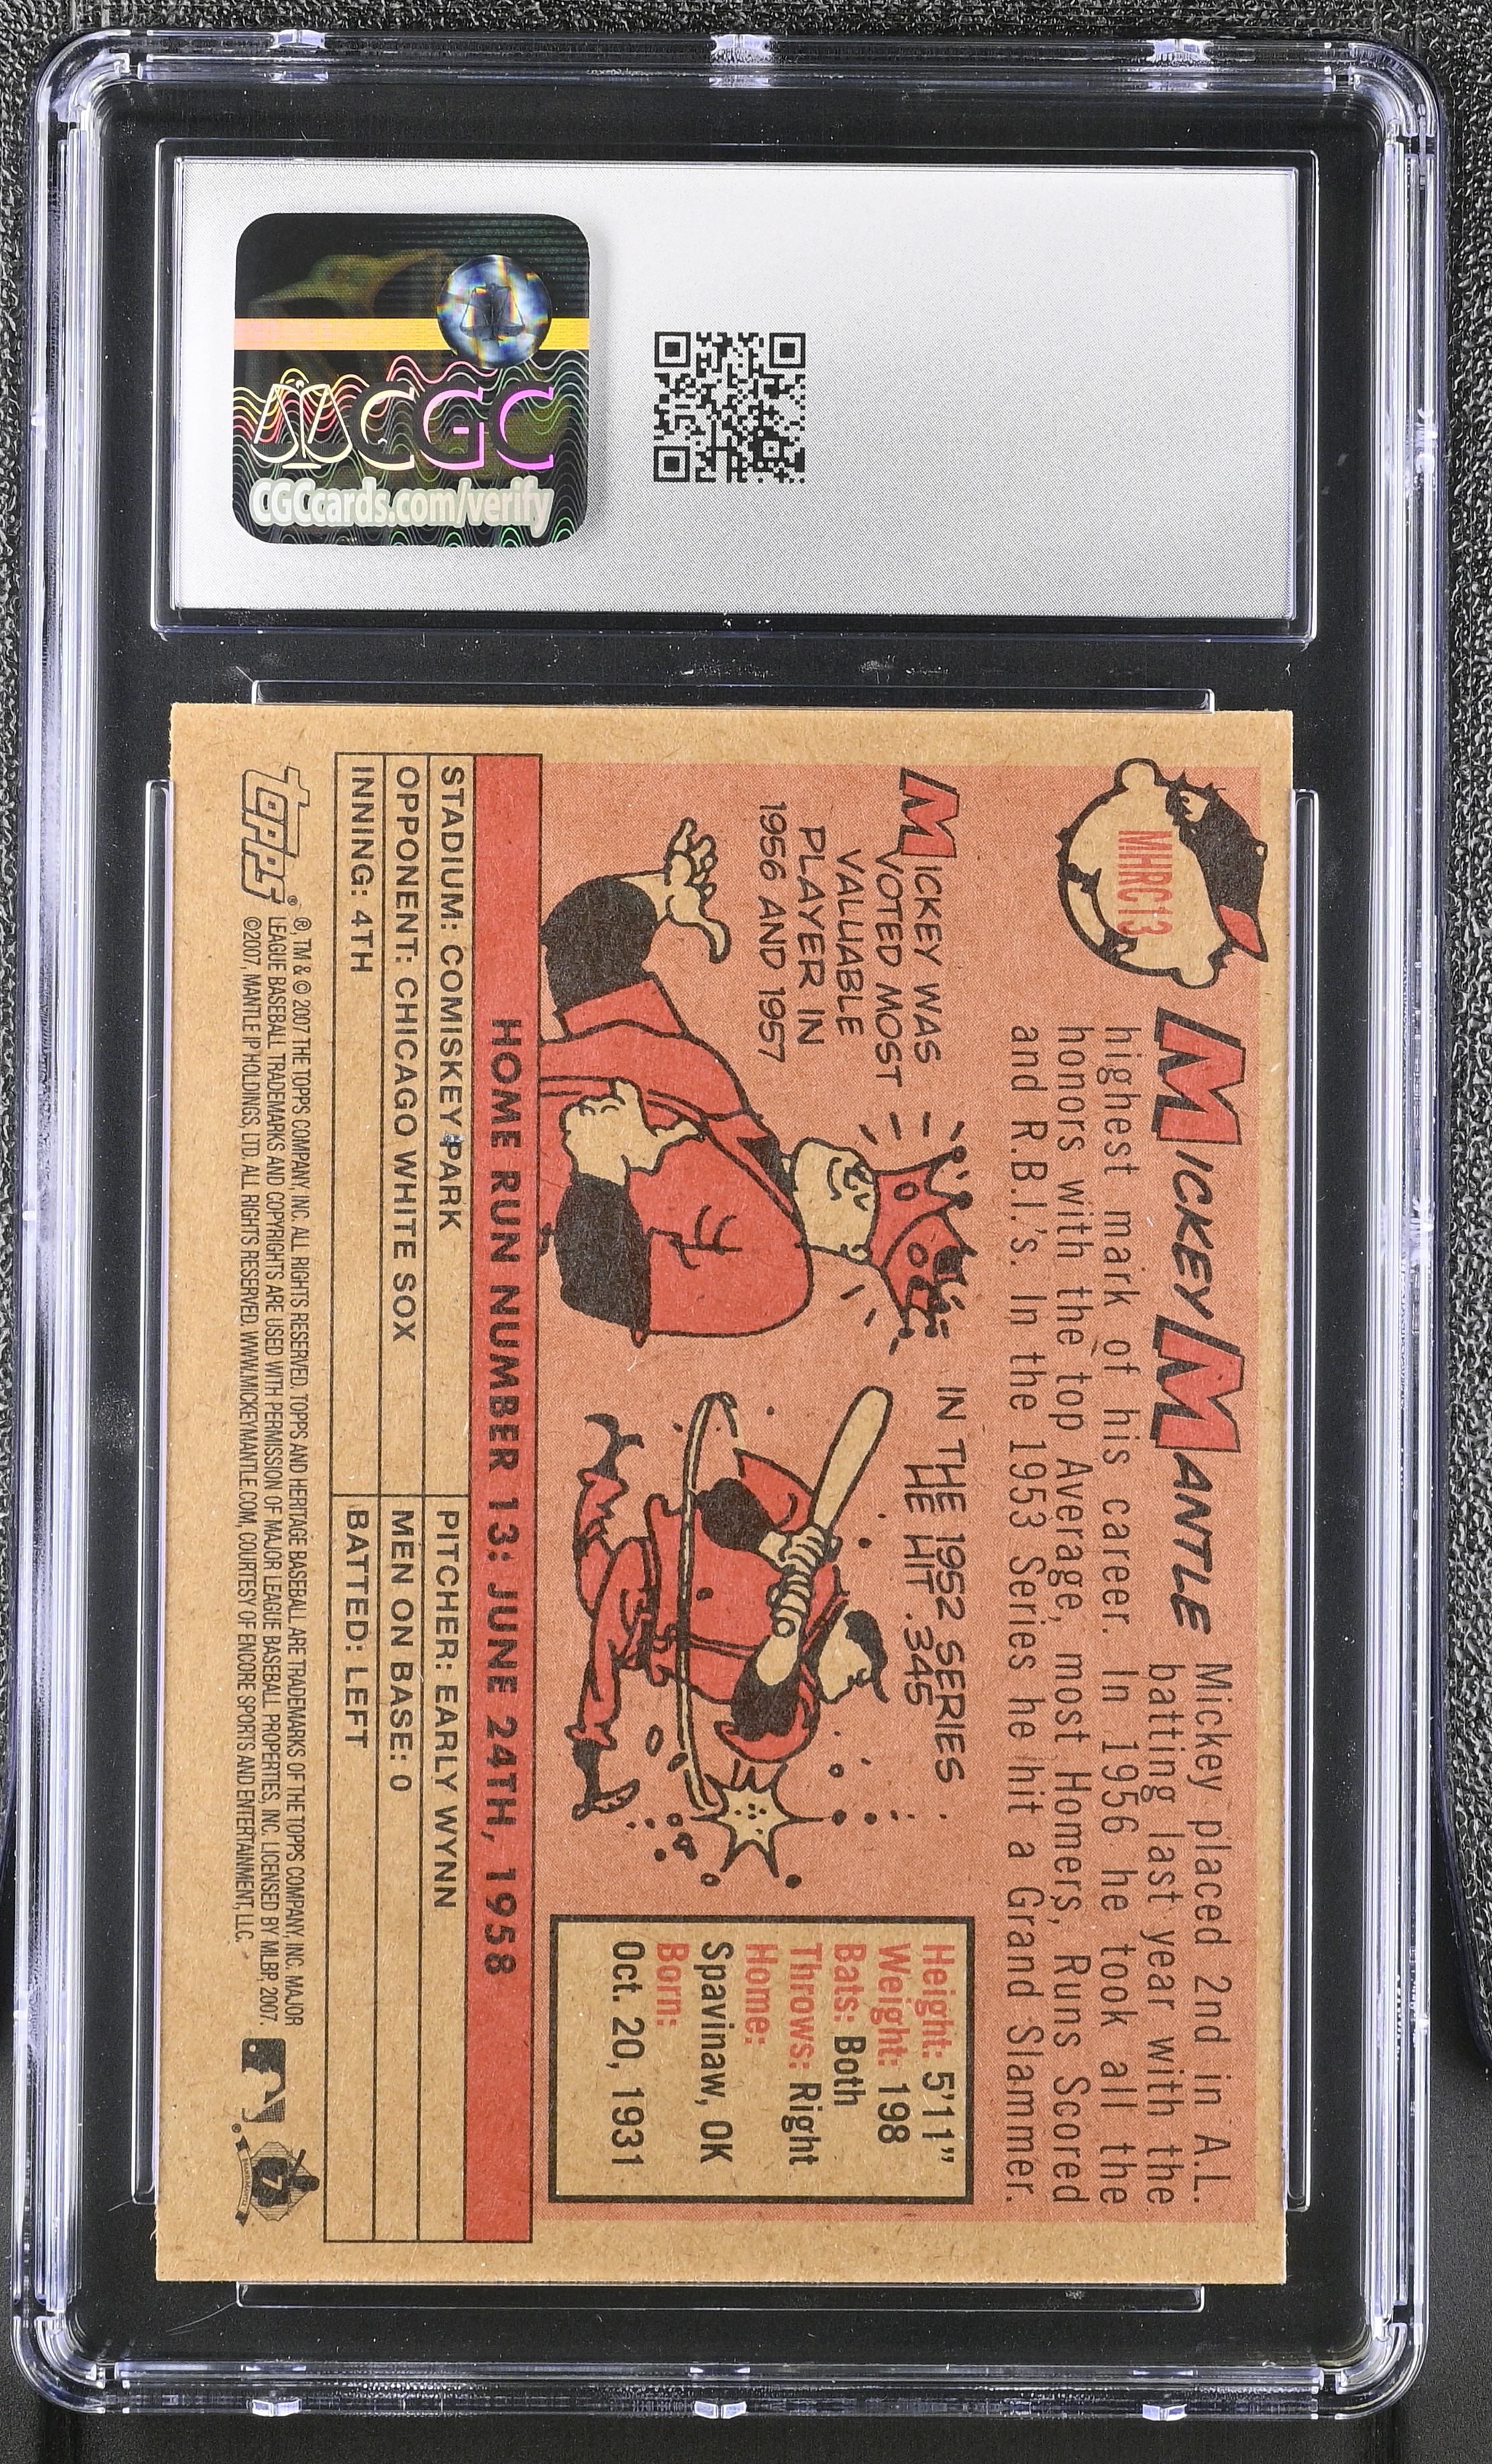 CGC
CGCcards.com/verify
MHRC13
MICKEY MANTLE
Mickey placed 2nd in A.L.
batting last year with the
highest mark of his career. In 1956 he took all the
honors with the top Average, most Homers, Runs Scored
and R.B.I.'s. In the 1953 Series he hit a Grand Slammer.
MICKEY WAS
VOTED MOST
VALUABLE
PLAYER IN
1956 AND 1957
IN THE 1952 SERIES
HE HIT .345
Height: 5'11"
Weight: 198
Bats: Both
Throws: Right
Home:
Spavinaw, OK
Born:
Oct. 20, 1931
HOME RUN NUMBER 13: JUNE 24TH, 1958
STADIUM: COMISKEY PARK
PITCHER: EARLY WYNN
OPPONENT: CHICAGO WHITE SOX
MEN ON BASE: 0
INNING: 4TH
BATTED: LEFT
topps®
®, TM & © 2007 THE TOPPS COMPANY, INC. ALL RIGHTS RESERVED. TOPPS AND HERITAGE BASEBALL ARE TRADEMARKS OF THE TOPPS COMPANY, INC. MAJOR
LEAGUE BASEBALL TRADEMARKS AND COPYRIGHTS ARE USED WITH PERMISSION OF MAJOR LEAGUE BASEBALL PROPERTIES, INC. LICENSED BY MLBP, 2007.
©2007, MANTLE IP HOLDINGS, LTD. ALL RIGHTS RESERVED. WWW.MICKEYMANTLE.COM, COURTESY OF ENCORE SPORTS AND ENTERTAINMENT, LLC.
7